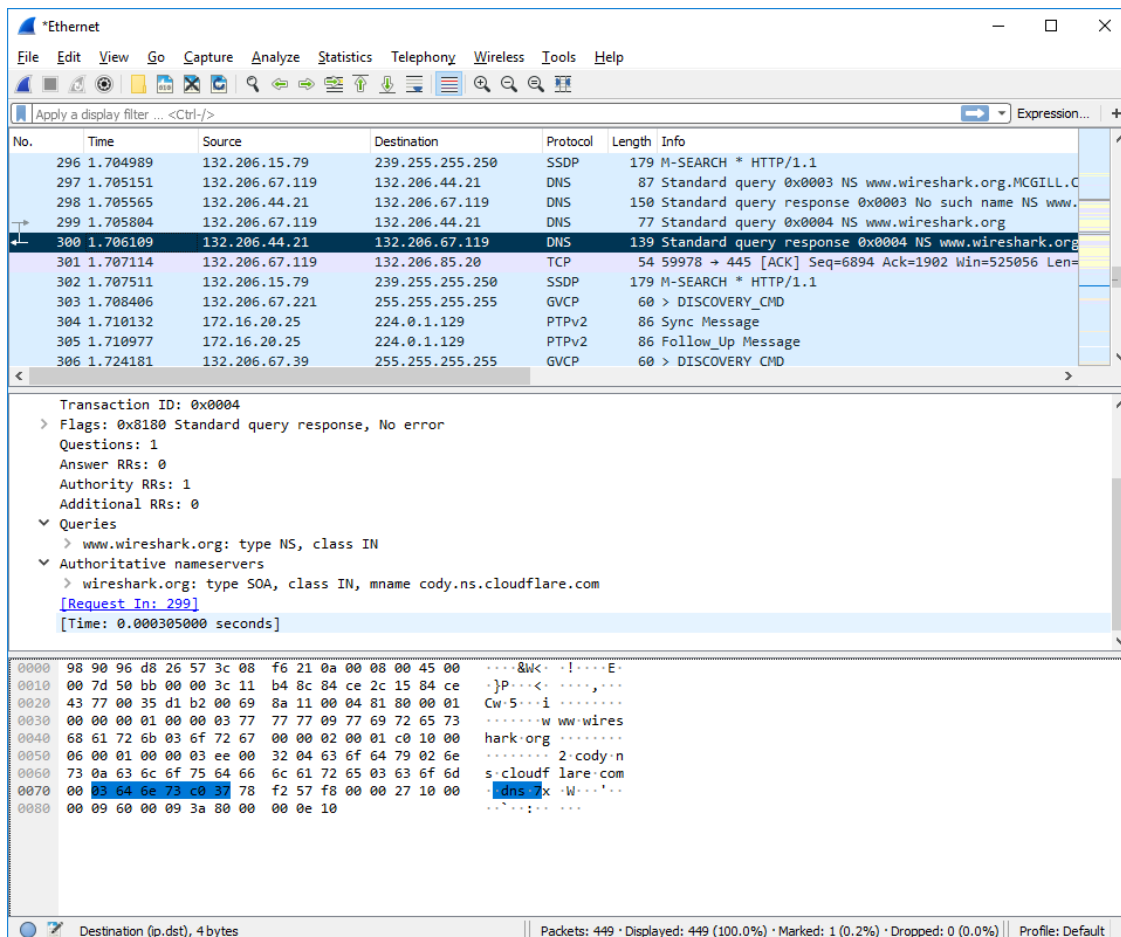 *Ethernet
File Edit View Go Capture Analyze Statistics Telephony Wireless Tools Help
Apply a display filter ... <Ctrl-/> Expression... +
No. Time Source Destination Protocol Length Info
296 1.704989 132.206.15.79 239.255.255.250 SSDP 179 M-SEARCH * HTTP/1.1
297 1.705151 132.206.67.119 132.206.44.21 DNS 87 Standard query 0x0003 NS www.wireshark.org.MCGILL.C
298 1.705565 132.206.44.21 132.206.67.119 DNS 150 Standard query response 0x0003 No such name NS www.
299 1.705804 132.206.67.119 132.206.44.21 DNS 77 Standard query 0x0004 NS www.wireshark.org
300 1.706109 132.206.44.21 132.206.67.119 DNS 139 Standard query response 0x0004 NS www.wireshark.org
301 1.707114 132.206.67.119 132.206.85.20 TCP 54 59978 → 445 [ACK] Seq=6894 Ack=1902 Win=525056 Len=
302 1.707511 132.206.15.79 239.255.255.250 SSDP 179 M-SEARCH * HTTP/1.1
303 1.708406 132.206.67.221 255.255.255.255 GVCP 60 > DISCOVERY_CMD
304 1.710132 172.16.20.25 224.0.1.129 PTPv2 86 Sync Message
305 1.710977 172.16.20.25 224.0.1.129 PTPv2 86 Follow_Up Message
306 1.724181 132.206.67.39 255.255.255.255 GVCP 60 > DISCOVERY CMD
Transaction ID: 0x0004
> Flags: 0x8180 Standard query response, No error
Questions: 1
Answer RRs: 0
Authority RRs: 1
Additional RRs: 0
Queries
> www.wireshark.org: type NS, class IN
Authoritative nameservers
> wireshark.org: type SOA, class IN, mname cody.ns.cloudflare.com
[Request In: 299]
[Time: 0.000305000 seconds]
0000 98 90 96 d8 26 57 3c 08 f6 21 0a 00 08 00 45 00 ····&W<· ·!····E·
0010 00 7d 50 bb 00 00 3c 11 b4 8c 84 ce 2c 15 84 ce ·}P···<· ····,···
0020 43 77 00 35 d1 b2 00 69 8a 11 00 04 81 80 00 01 Cw·5···i ········
0030 00 00 00 01 00 00 03 77 77 77 09 77 69 72 65 73 ·······w ww·wires
0040 68 61 72 6b 03 6f 72 67 00 00 02 00 01 c0 10 00 hark·org ········
0050 06 00 01 00 00 03 ee 00 32 04 63 6f 64 79 02 6e ········ 2·cody·n
0060 73 0a 63 6c 6f 75 64 66 6c 61 72 65 03 63 6f 6d s·cloudf lare·com
0070 00 03 64 6e 73 c0 37 78 f2 57 f8 00 00 27 10 00 ··dns·7x ·W···'··
0080 00 09 60 00 09 3a 80 00 00 00 0e 10 ··`··:·· ····
Destination (ip.dst), 4 bytes Packets: 449 · Displayed: 449 (100.0%) · Marked: 1 (0.2%) · Dropped: 0 (0.0%) Profile: Default